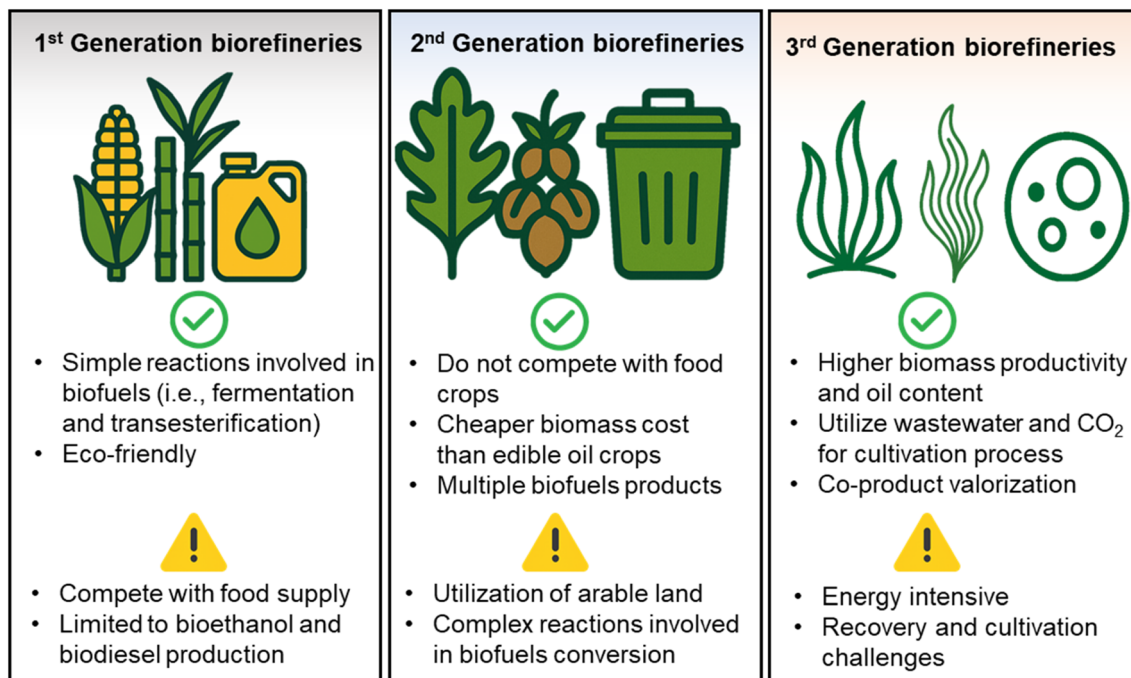 1st Generation biorefineries
• Simple reactions involved in
biofuels (i.e., fermentation
and transesterification)
• Eco-friendly
• Compete with food supply
• Limited to bioethanol and
biodiesel production
2nd Generation biorefineries
• Do not compete with food
crops
• Cheaper biomass cost
than edible oil crops
• Multiple biofuels products
• Utilization of arable land
• Complex reactions involved
in biofuels conversion
3rd Generation biorefineries
• Higher biomass productivity
and oil content
• Utilize wastewater and CO₂
for cultivation process
• Co-product valorization
• Energy intensive
• Recovery and cultivation
challenges